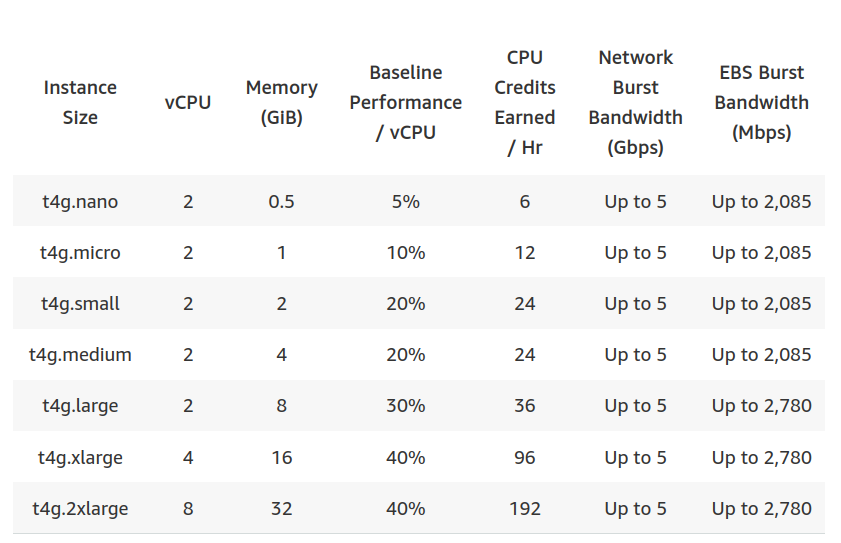 Instance Size vCPU Memory (GiB) Baseline Performance / vCPU CPU Credits Earned / Hr Network Burst Bandwidth (Gbps) EBS Burst Bandwidth (Mbps)
t4g.nano 2 0.5 5% 6 Up to 5 Up to 2,085
t4g.micro 2 1 10% 12 Up to 5 Up to 2,085
t4g.small 2 2 20% 24 Up to 5 Up to 2,085
t4g.medium 2 4 20% 24 Up to 5 Up to 2,085
t4g.large 2 8 30% 36 Up to 5 Up to 2,780
t4g.xlarge 4 16 40% 96 Up to 5 Up to 2,780
t4g.2xlarge 8 32 40% 192 Up to 5 Up to 2,780